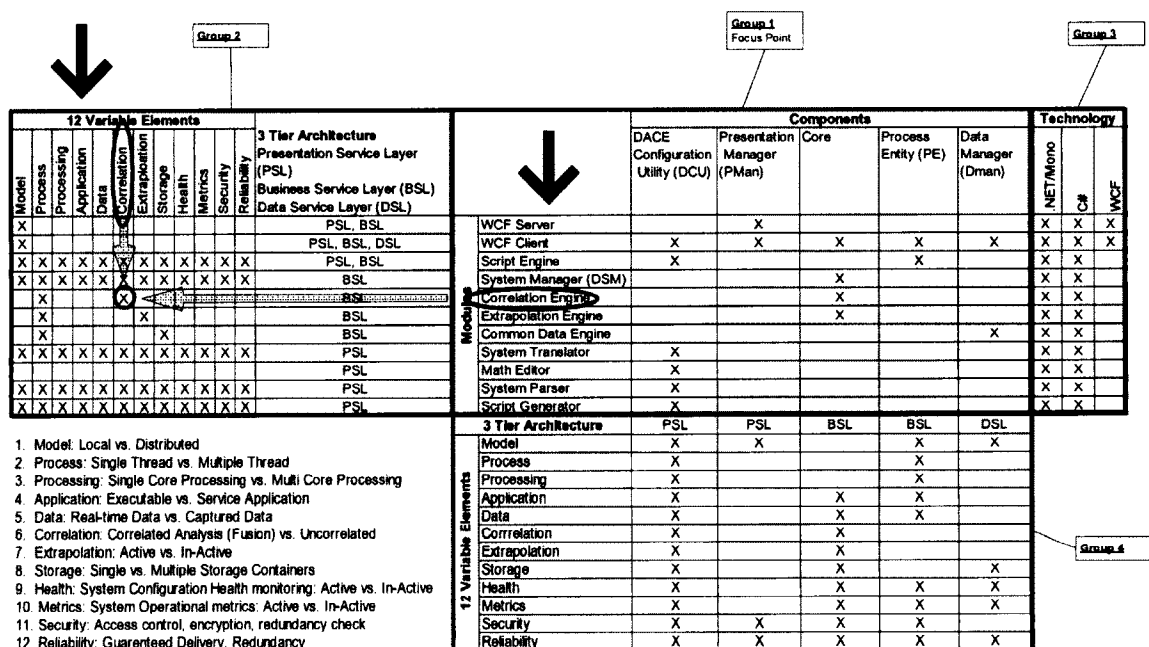 Group 2
Group 1
Focus Point
Group 3
12 Variable Elements
Model
Process
Processing
Application
Data
Correlation
Extraploation
Storage
Health
Metrics
Security
Reliability
3 Tier Architecture
Presentation Service Layer
(PSL)
Business Service Layer (BSL)
Data Service Layer (DSL)
Components
DACE Configuration Utility (DCU)
Presentation Manager (PMan)
Core
Process Entity (PE)
Data Manager (Dman)
Technology
.NET/Mono
C#
WCF
Modules
X PSL, BSL WCF Server X X X X
X PSL, BSL, DSL WCF Client X X X X X X X X
X X X X X X X X X X X X PSL, BSL Script Engine X X X X
X X X X X X X X X X X X BSL System Manager (DSM) X X X
X X BSL Correlation Engine X X X
X X BSL Extrapolation Engine X X X
X X BSL Common Data Engine X X X
X X X X X X X X X X X X PSL System Translator X X X
PSL Math Editor X X X
X X X X X X X X X X X X PSL System Parser X X X
X X X X X X X X X X X X PSL Script Generator X X X
3 Tier Architecture PSL PSL BSL BSL DSL
12 Variable Elements
Model X X X X
Process X X
Processing X X
Application X X X
Data X X X
Corrrelation X X
Extrapolation X X
Storage X X X
Health X X X X
Metrics X X X X
Security X X X X
Reliability X X X X X
Group 4
1. Model: Local vs. Distributed
2. Process: Single Thread vs. Multiple Thread
3. Processing: Single Core Processing vs. Multi Core Processing
4. Application: Executable vs. Service Application
5. Data: Real-time Data vs. Captured Data
6. Correlation: Correlated Analysis (Fusion) vs. Uncorrelated
7. Extrapolation: Active vs. In-Active
8. Storage: Single vs. Multiple Storage Containers
9. Health: System Configuration Health monitoring: Active vs. In-Active
10. Metrics: System Operational metrics: Active vs. In-Active
11. Security: Access control, encryption, redundancy check
12. Reliability: Guarenteed Delivery, Redundancy